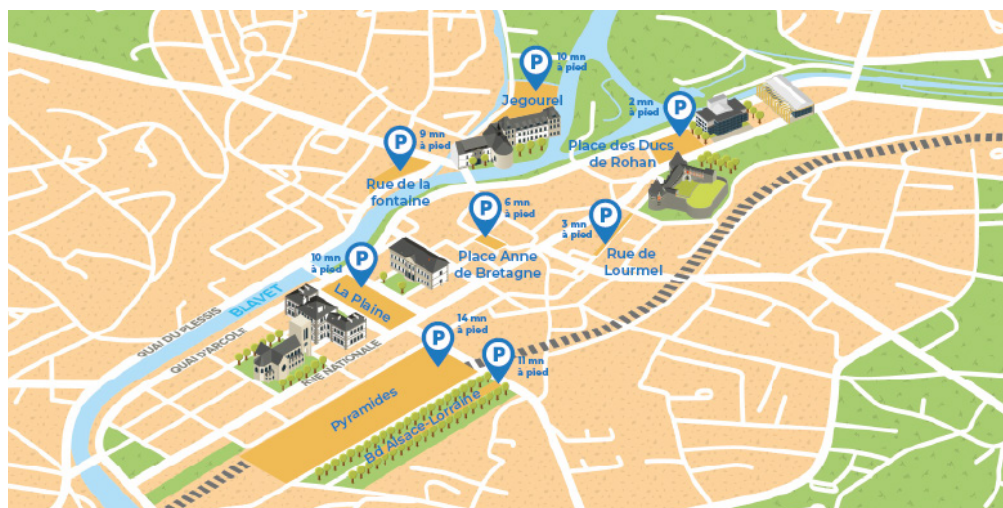 P
10 mn
à pied
Jegourel
P
2 mn
à pied
Place des Ducs
de Rohan
P
9 mn
à pied
Rue de la
fontaine
P
6 mn
à pied
Place Anne
de Bretagne
P
3 mn
à pied
Rue de
Lourmel
P
10 mn
à pied
La Plaine
BLAVET
QUAI DU PLESSIS
QUAI D'ARCOLE
RUE NATIONALE
P
14 mn
à pied
Pyramides
P
11 mn
à pied
Bd Alsace-Lorraine